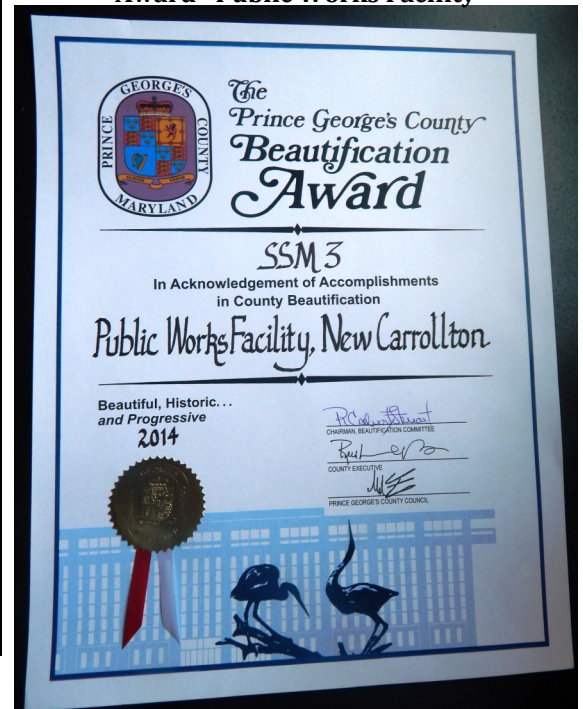 Award - Public Works Facility
PRINCE GEORGE'S COUNTY
MARYLAND
The
Prince George's County
Beautification
Award
SSM 3
In Acknowledgement of Accomplishments
in County Beautification
Public Works Facility, New Carrollton
Beautiful, Historic...
and Progressive
2014
CHAIRMAN, BEAUTIFICATION COMMITTEE
COUNTY EXECUTIVE
PRINCE GEORGE'S COUNTY COUNCIL